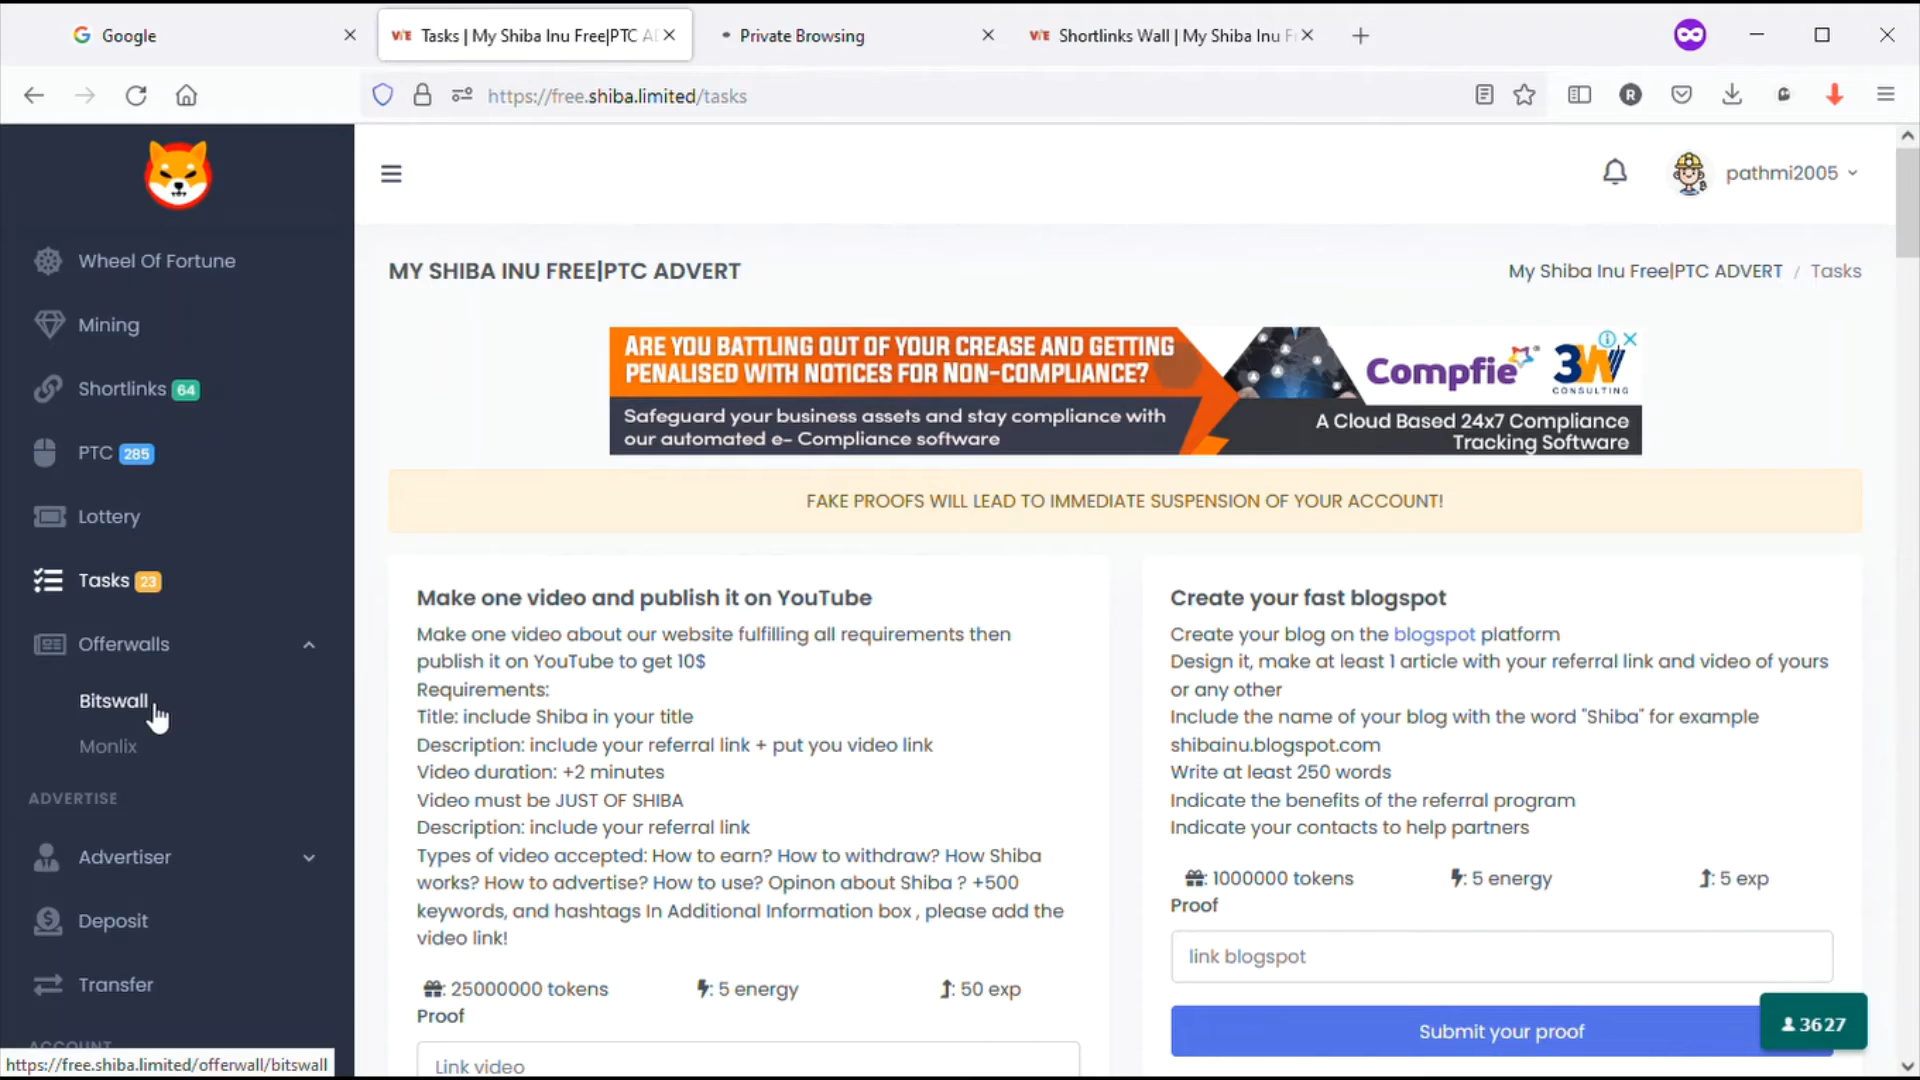 Google
Tasks | My Shiba Inu Free|PTC A
Private Browsing
Shortlinks Wall | My Shiba Inu F
https://free.shiba.limited/tasks
pathmi2005
Wheel Of Fortune
Mining
Shortlinks 64
PTC 285
Lottery
Tasks 23
Offerwalls
Bitswall
Monlix
ADVERTISE
Advertiser
Deposit
Transfer
ACCOUNT
https://free.shiba.limited/offerwall/bitswall
MY SHIBA INU FREE|PTC ADVERT
My Shiba Inu Free|PTC ADVERT / Tasks
ARE YOU BATTLING OUT OF YOUR CREASE AND GETTING
PENALISED WITH NOTICES FOR NON-COMPLIANCE?
Safeguard your business assets and stay compliance with
our automated e- Compliance software
Compfie
3W
CONSULTING
A Cloud Based 24x7 Compliance
Tracking Software
FAKE PROOFS WILL LEAD TO IMMEDIATE SUSPENSION OF YOUR ACCOUNT!
Make one video and publish it on YouTube
Make one video about our website fulfilling all requirements then
publish it on YouTube to get 10$
Requirements:
Title: include Shiba in your title
Description: include your referral link + put you video link
Video duration: +2 minutes
Video must be JUST OF SHIBA
Description: include your referral link
Types of video accepted: How to earn? How to withdraw? How Shiba
works? How to advertise? How to use? Opinon about Shiba ? +500
keywords, and hashtags In Additional Information box , please add the
video link!
: 25000000 tokens
: 5 energy
: 50 exp
Proof
Link video
Create your fast blogspot
Create your blog on the blogspot platform
Design it, make at least 1 article with your referral link and video of yours
or any other
Include the name of your blog with the word "Shiba" for example
shibainu.blogspot.com
Write at least 250 words
Indicate the benefits of the referral program
Indicate your contacts to help partners
: 1000000 tokens
: 5 energy
: 5 exp
Proof
link blogspot
Submit your proof
3627